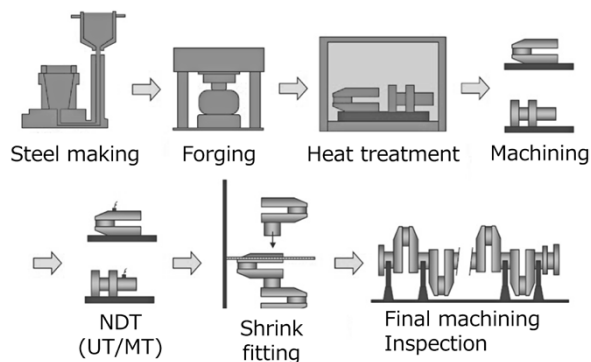 Steel making
Forging
Heat treatment
Machining
NDT
(UT/MT)
Shrink
fitting
Final machining
Inspection